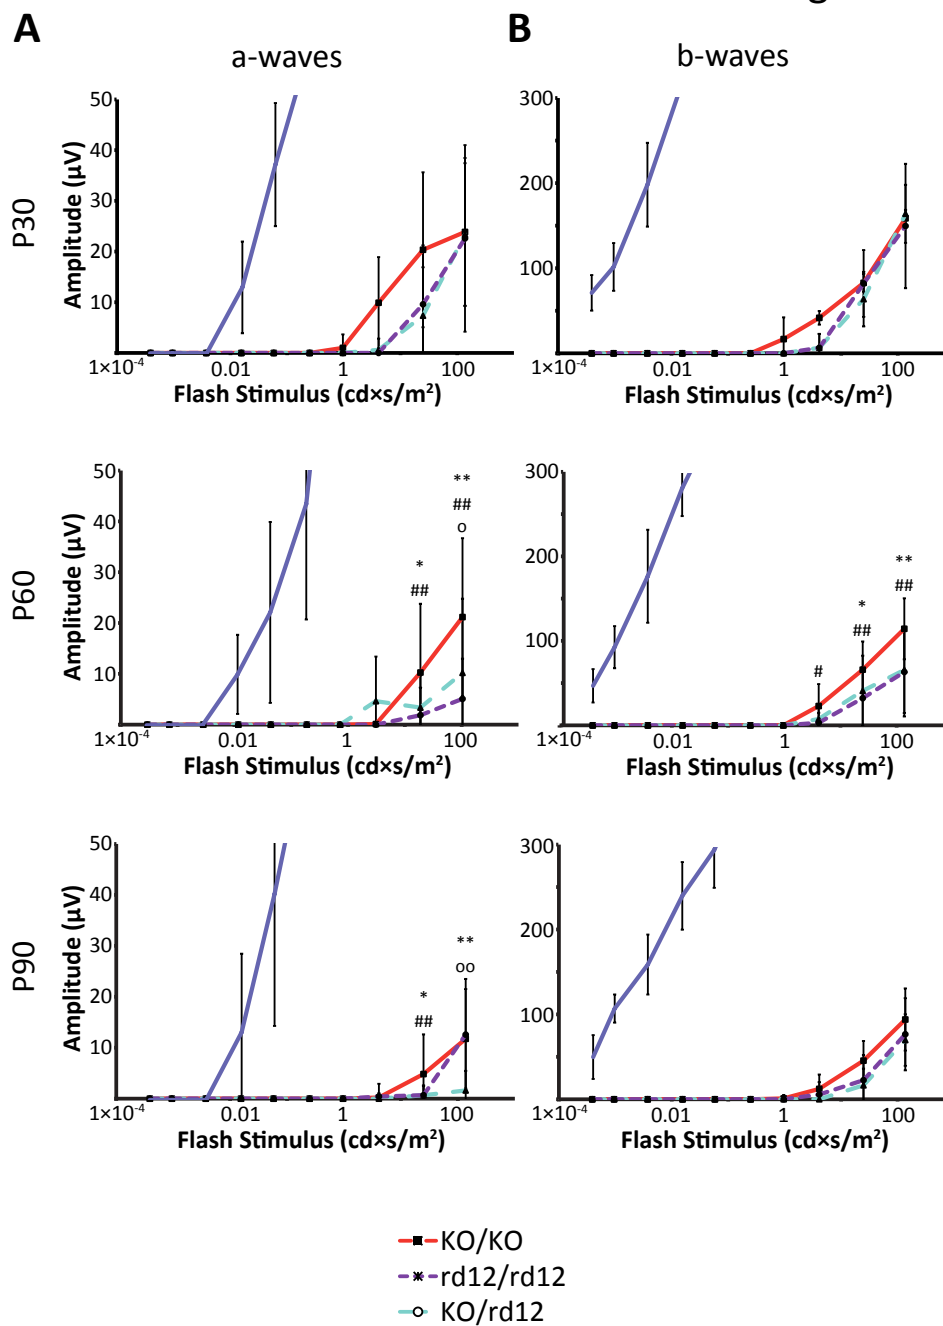 g
A
B
a-waves
b-waves
P30
Amplitude (µV)
50
40
30
20
10
1×10⁻⁴
0.01
1
100
Flash Stimulus (cd×s/m²)
300
200
100
1×10⁻⁴
0.01
1
100
Flash Stimulus (cd×s/m²)
P60
Amplitude (µV)
50
40
30
20
10
**
##
o
*
##
1×10⁻⁴
0.01
1
100
Flash Stimulus (cd×s/m²)
300
200
100
**
##
*
##
#
1×10⁻⁴
0.01
1
100
Flash Stimulus (cd×s/m²)
P90
Amplitude (µV)
50
40
30
20
10
**
oo
*
##
1×10⁻⁴
0.01
1
100
Flash Stimulus (cd×s/m²)
300
200
100
1×10⁻⁴
0.01
1
100
Flash Stimulus (cd×s/m²)
KO/KO
rd12/rd12
KO/rd12